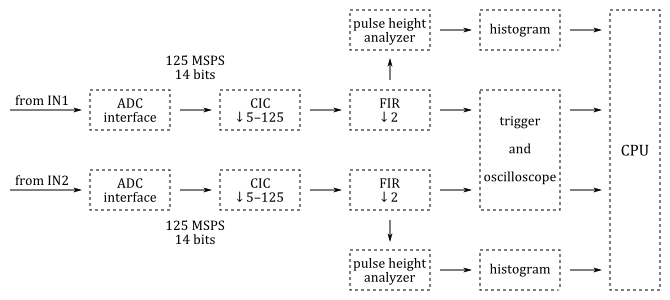 pulse height
analyzer
histogram
125 MSPS
14 bits
from IN1
ADC
interface
CIC
↓5–125
FIR
↓2
trigger
and
oscilloscope
CPU
from IN2
ADC
interface
CIC
↓5–125
FIR
↓2
125 MSPS
14 bits
pulse height
analyzer
histogram